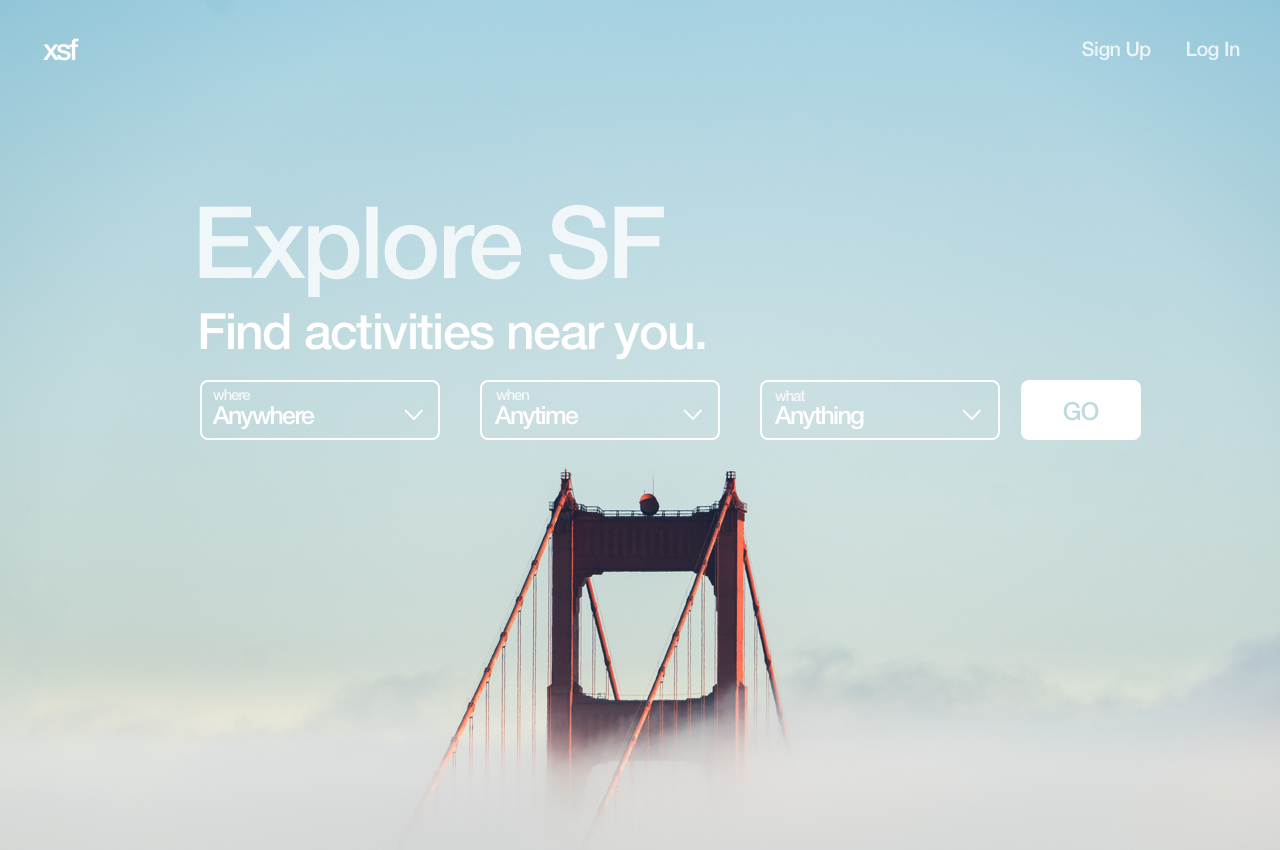 xsf
Sign Up
Log In
Explore SF
Find activities near you.
where
Anywhere
when
Anytime
what
Anything
GO